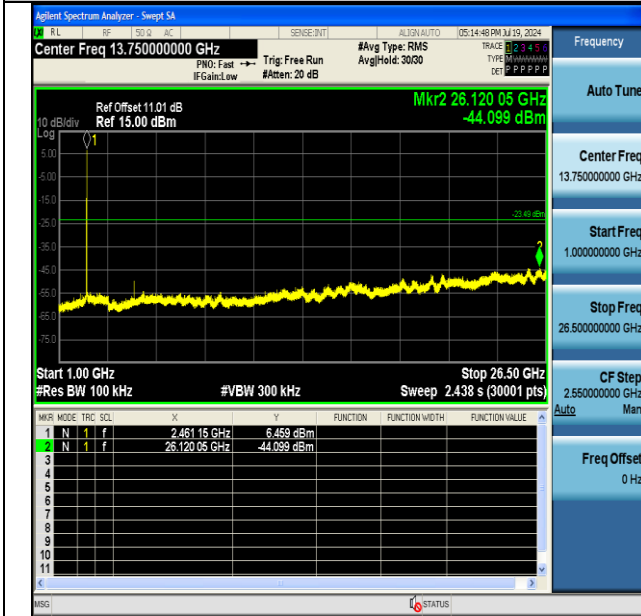 Agilent Spectrum Analyzer - Swept SA
RL RF 50 Ω AC SENSE:INT ALIGN AUTO 05:14:48 PM Jul 19, 2024
Center Freq 13.750000000 GHz #Avg Type: RMS TRACE 1 2 3 4 5 6
PNO: Fast Trig: Free Run Avg|Hold: 30/30 TYPE M
IFGain:Low #Atten: 20 dB DET P P P P P P
Ref Offset 11.01 dB Mkr2 26.120 05 GHz
10 dB/div Ref 15.00 dBm -44.099 dBm
Log
1
5.00
-5.00
-15.0
-23.49 dBm
-25.0
2
-35.0
-45.0
-55.0
-65.0
-75.0
Start 1.00 GHz Stop 26.50 GHz
#Res BW 100 kHz #VBW 300 kHz Sweep 2.438 s (30001 pts)
MKR MODE TRC SCL X Y FUNCTION FUNCTION WIDTH FUNCTION VALUE
1 N 1 f 2.461 15 GHz 6.459 dBm
2 N 1 f 26.120 05 GHz -44.099 dBm
3
4
5
6
7
8
9
10
11
MSG STATUS
Frequency
Auto Tune
Center Freq
13.750000000 GHz
Start Freq
1.000000000 GHz
Stop Freq
26.500000000 GHz
CF Step
2.550000000 GHz
Auto Man
Freq Offset
0 Hz